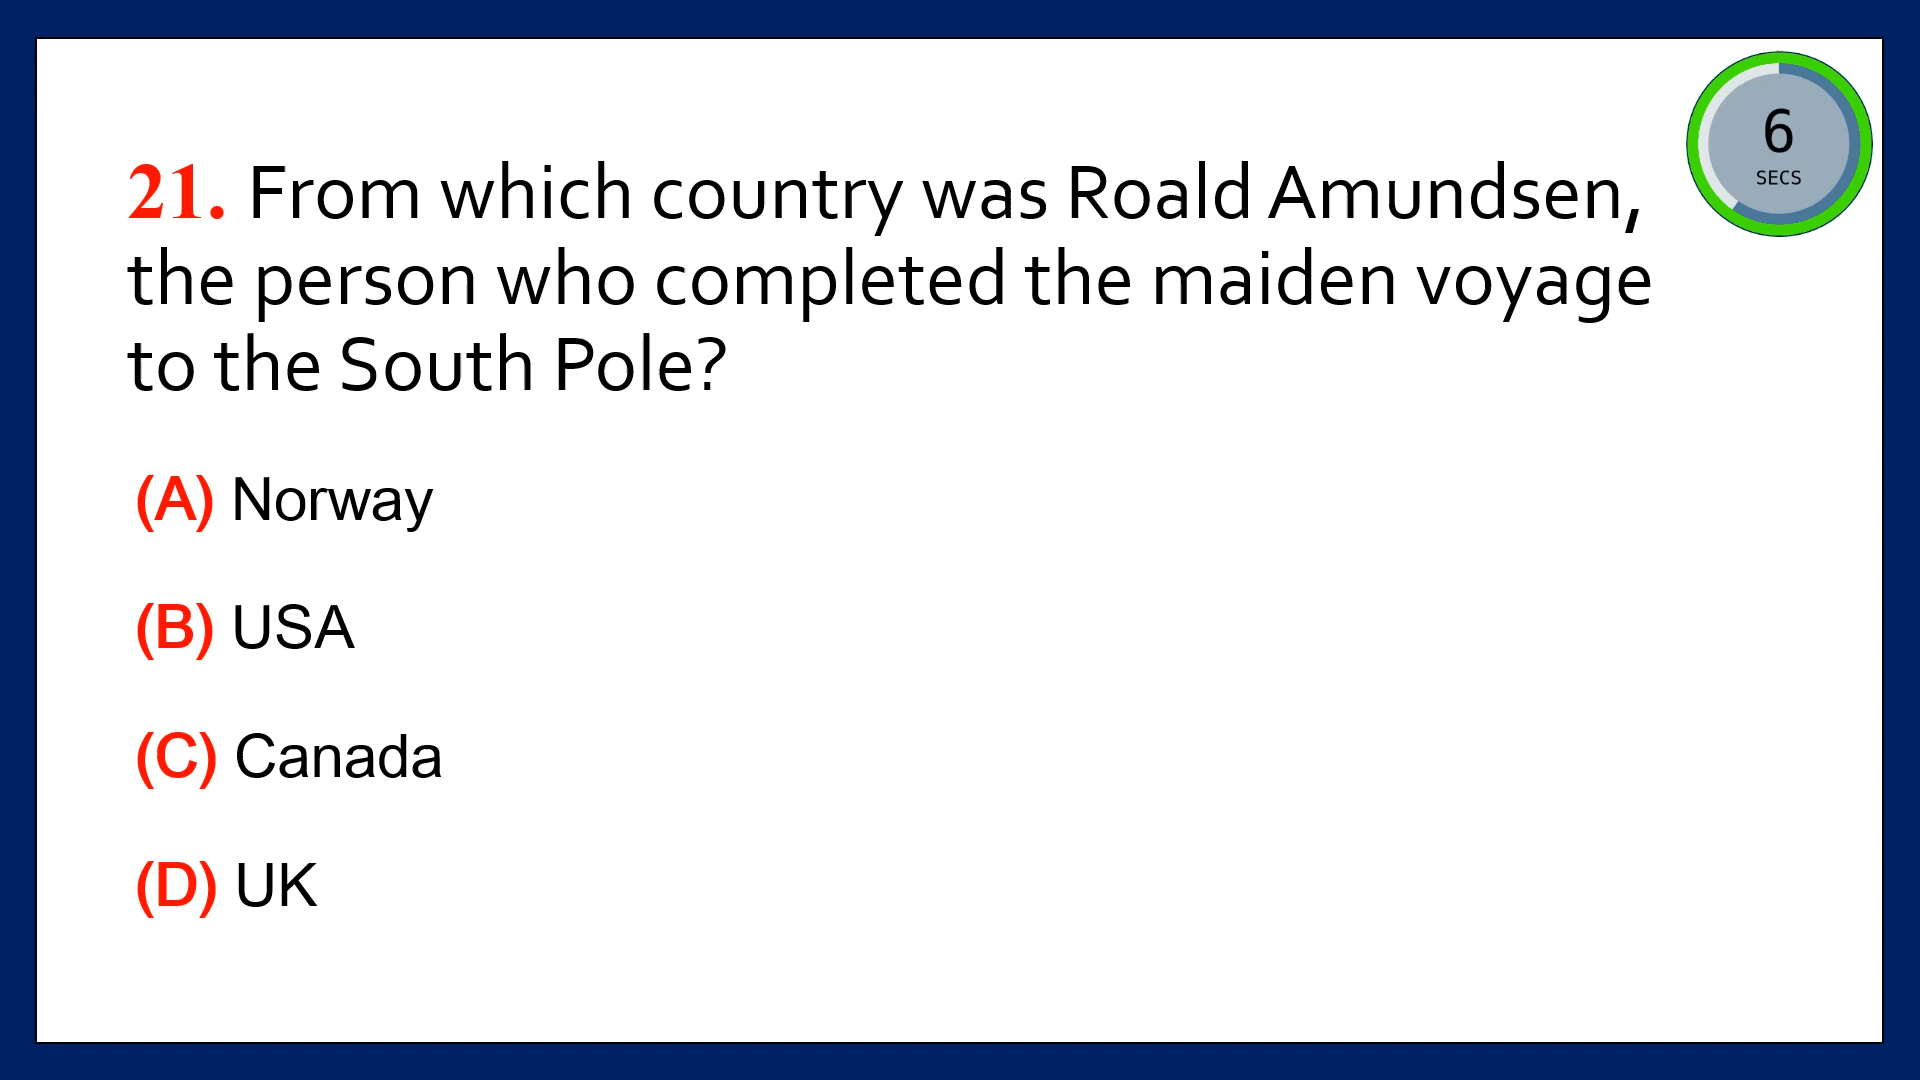 21. From which country was Roald Amundsen,
the person who completed the maiden voyage
to the South Pole?
(A) Norway
(B) USA
(C) Canada
(D) UK
6
SECS